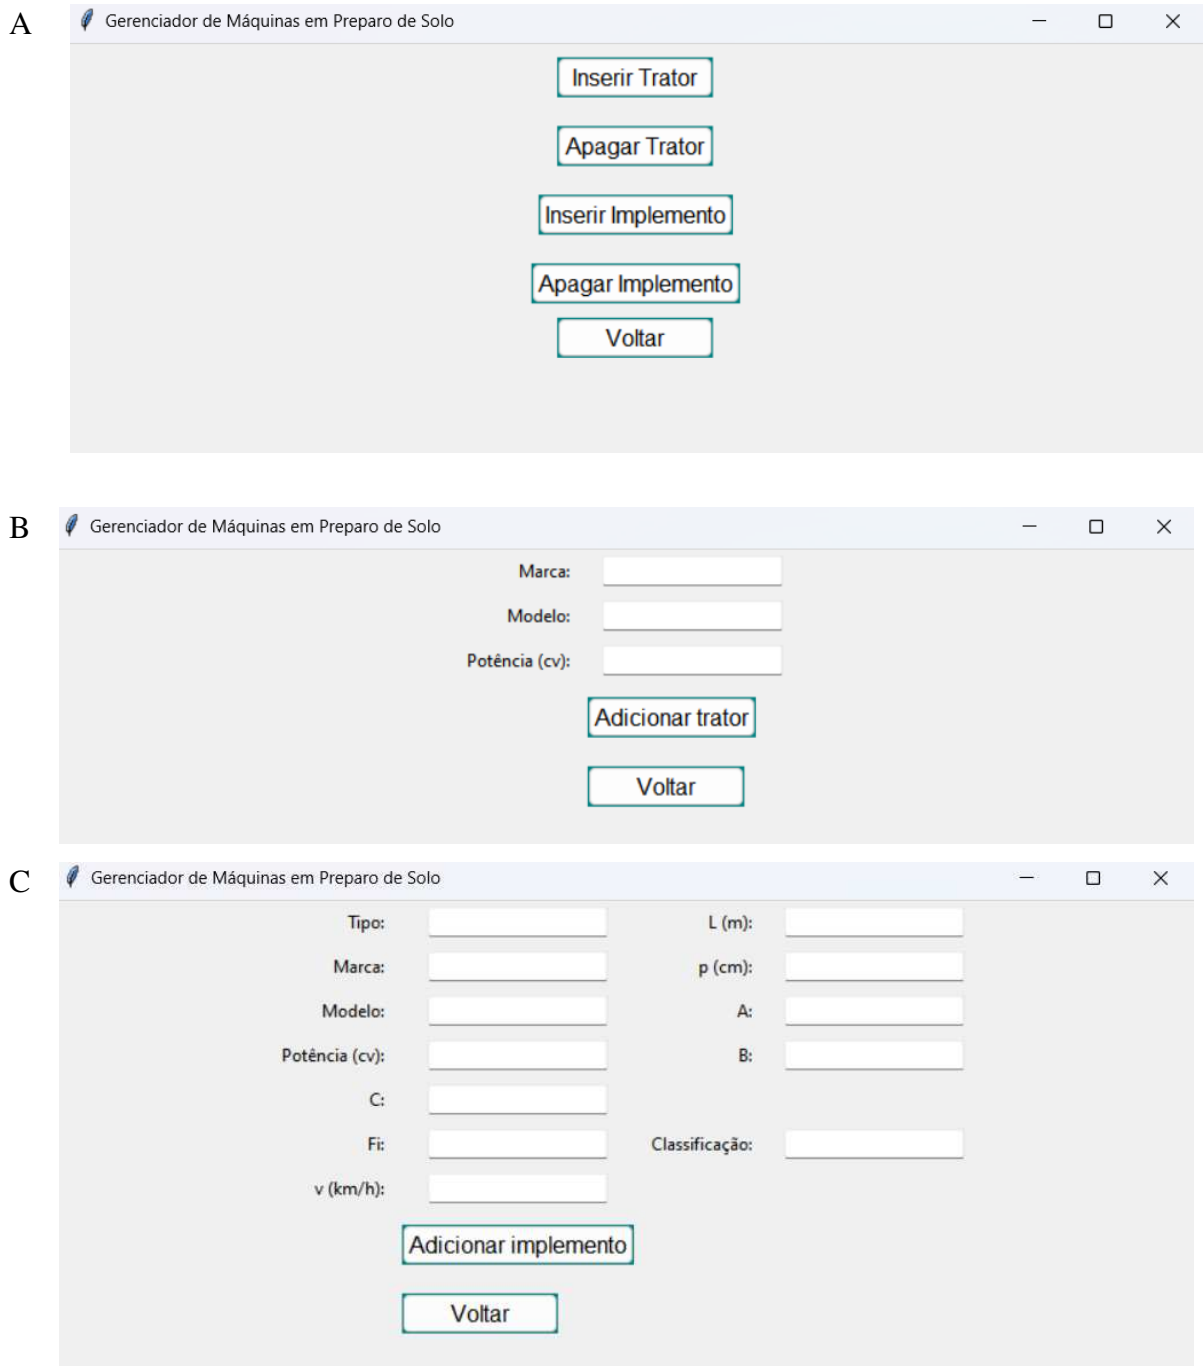 A
Gerenciador de Máquinas em Preparo de Solo
Inserir Trator
Apagar Trator
Inserir Implemento
Apagar Implemento
Voltar
B
Gerenciador de Máquinas em Preparo de Solo
Marca:
Modelo:
Potência (cv):
Adicionar trator
Voltar
C
Gerenciador de Máquinas em Preparo de Solo
Tipo: L (m):
Marca: p (cm):
Modelo: A:
Potência (cv): B:
C:
Fi: Classificação:
v (km/h):
Adicionar implemento
Voltar